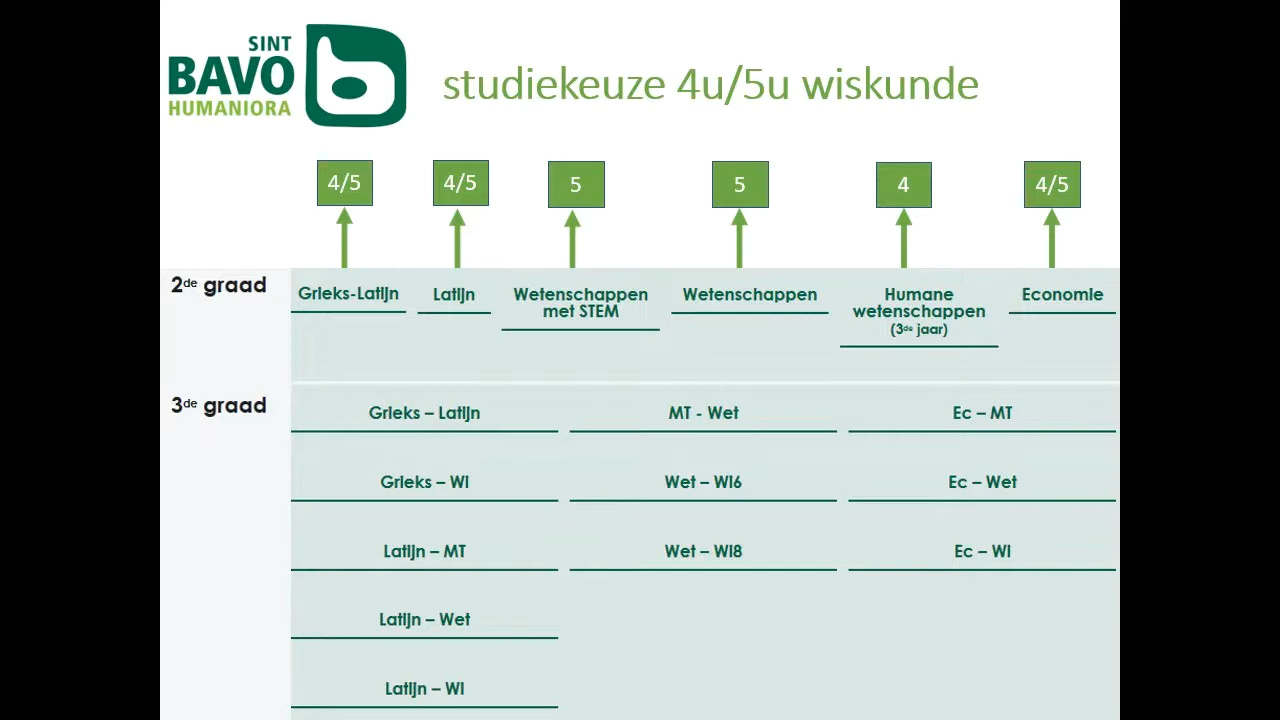 SINT
BAVO
HUMANIORA
studiekeuze 4u/5u wiskunde
4/5
4/5
5
5
4
4/5
2de graad
Grieks-Latijn
Latijn
Wetenschappen
met STEM
Wetenschappen
Humane
wetenschappen
(3de jaar)
Economie
3de graad
Grieks – Latijn
MT - Wet
Ec – MT
Grieks – WI
Wet – WI6
Ec – Wet
Latijn – MT
Wet – WI8
Ec – WI
Latijn – Wet
Latijn – WI